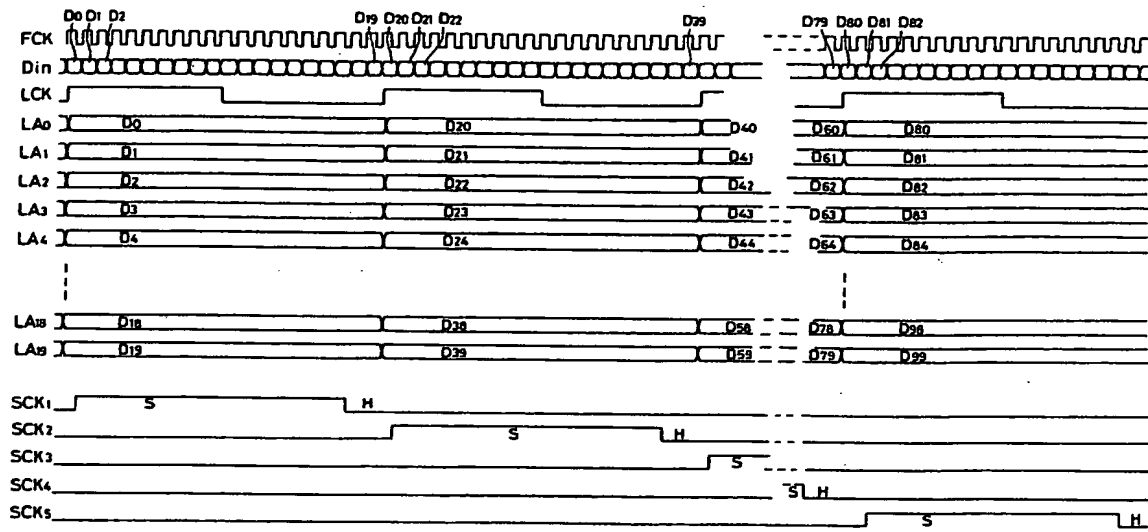 D0 D1 D2 D19 D20 D21 D22 D39 D79 D80 D81 D82
FCK
Din
LCK
LA0 D0 D20 D40 D60 D80
LA1 D1 D21 D41 D61 D81
LA2 D2 D22 D42 D62 D82
LA3 D3 D23 D43 D63 D83
LA4 D4 D24 D44 D64 D84
LA18 D18 D38 D58 D78 D98
LA19 D19 D39 D59 D79 D99
SCK1 S H
SCK2 S H
SCK3 S
SCK4 S H
SCK5 S H